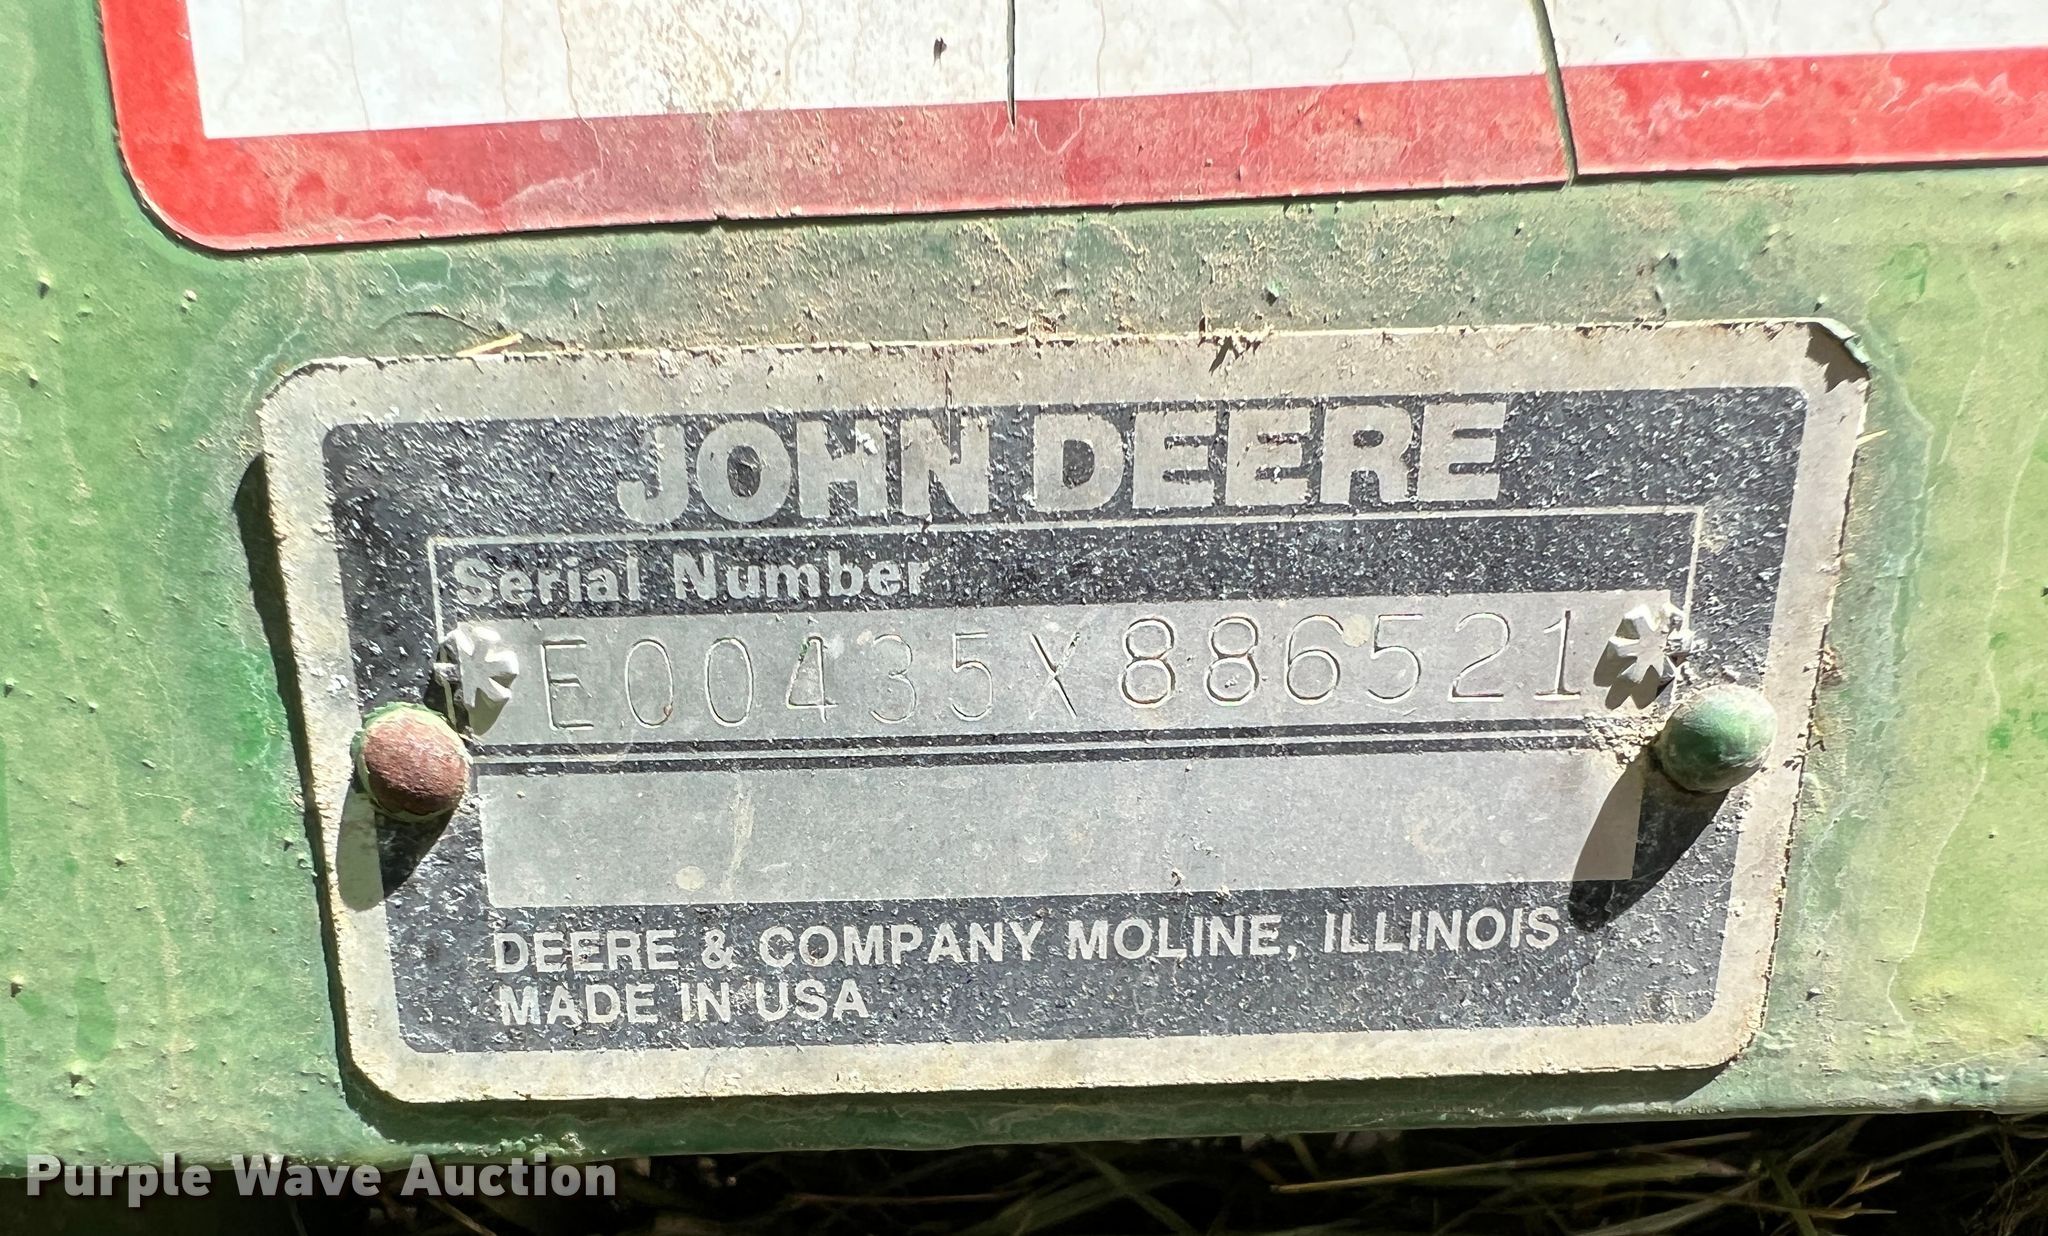 JOHN DEERE
Serial Number
E00435X886521
DEERE & COMPANY MOLINE, ILLINOIS
MADE IN USA
Purple Wave Auction